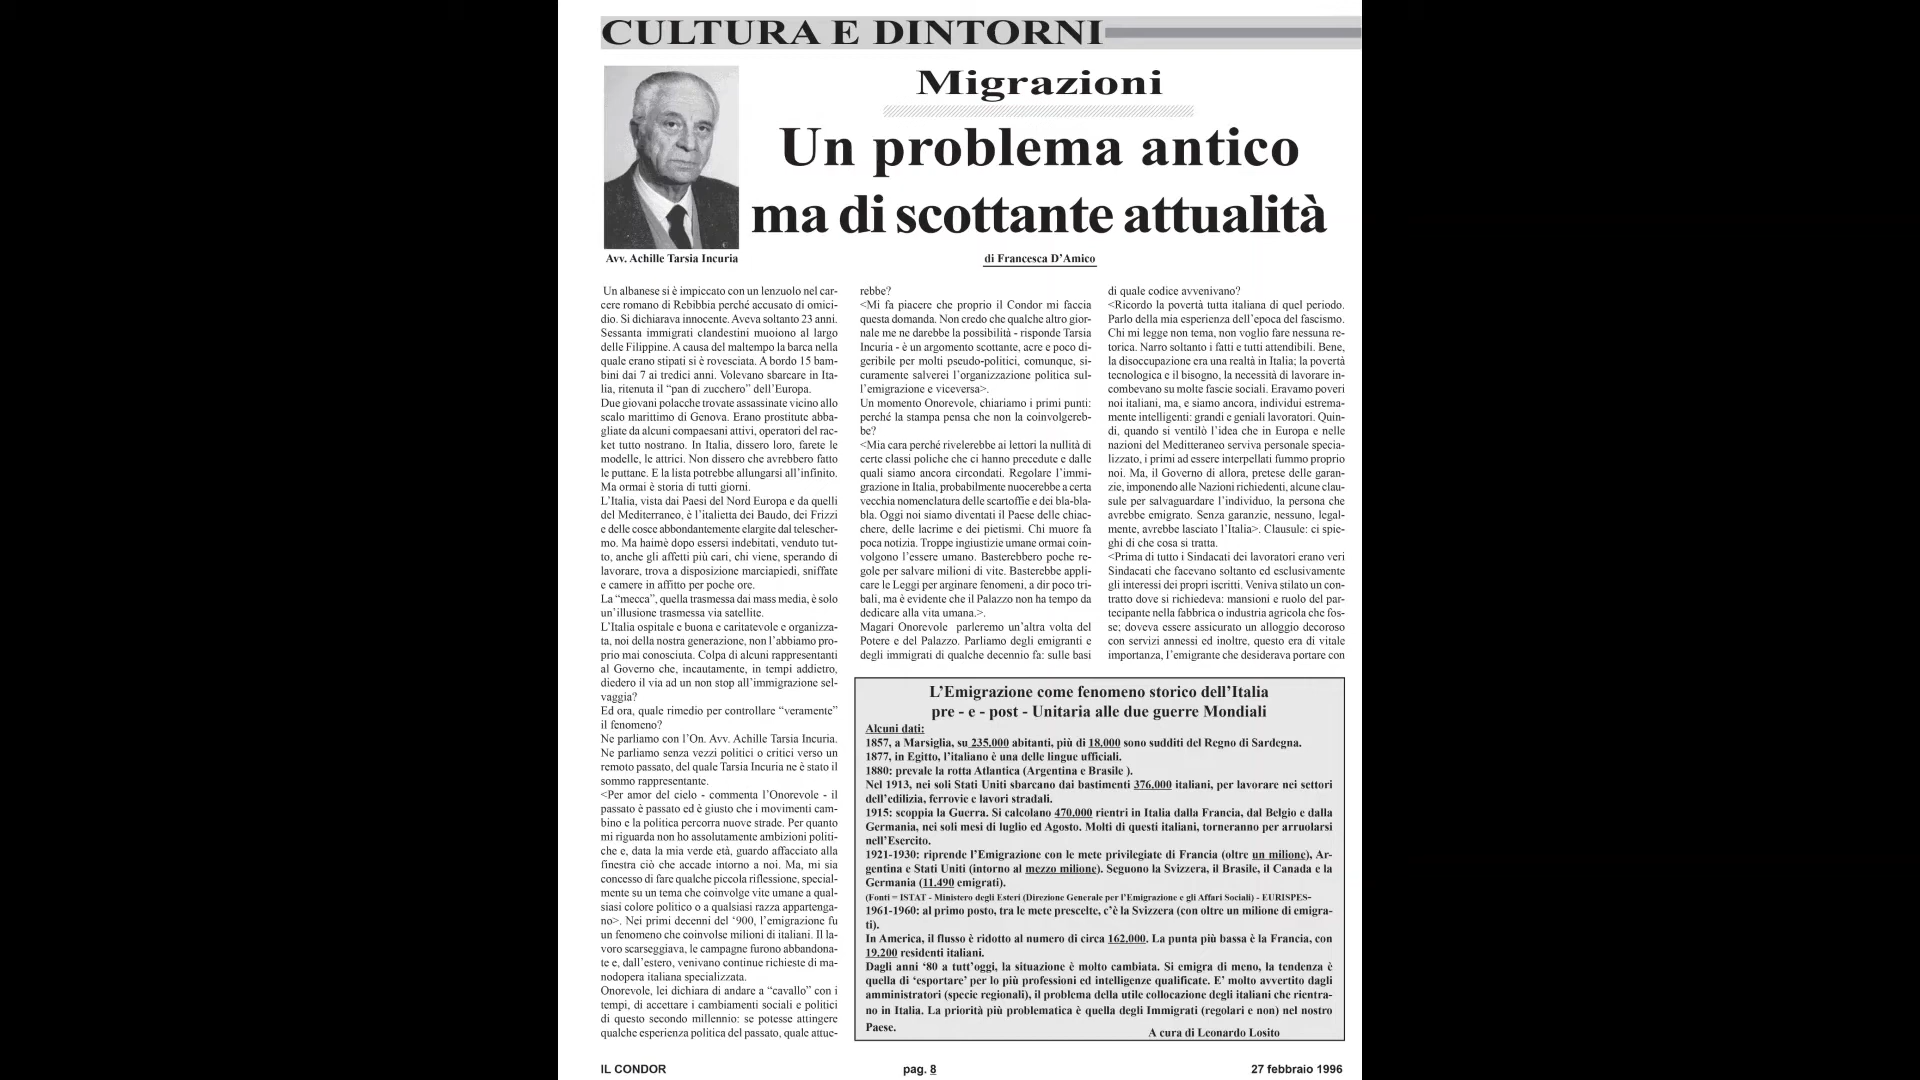 CULTURA E DINTORNI
Migrazioni
Un problema antico
ma di scottante attualità
Avv. Achille Tarsia Incuria
di Francesca D'Amico
Un albanese si è impiccato con un lenzuolo nel car-
cere romano di Rebibbia perché accusato di omici-
dio. Si dichiarava innocente. Aveva soltanto 23 anni.
Sessanta immigrati clandestini muoiono al largo
delle Filippine. A causa del maltempo la barca nella
quale erano stipati si è rovesciata. A bordo 15 bam-
bini dai 7 ai tredici anni. Volevano sbarcare in Ita-
lia, ritenuta il “pan di zucchero” dell'Europa.
Due giovani polacche trovate assassinate vicino allo
scalo marittimo di Genova. Erano prostitute abba-
gliate da alcuni compaesani attivi, operatori del rac-
ket tutto nostrano. In Italia, dissero loro, farete le
modelle, le attrici. Non dissero che avrebbero fatto
le puttane. E la lista potrebbe allungarsi all'infinito.
Ma ormai è storia di tutti giorni.
L'Italia, vista dai Paesi del Nord Europa e da quelli
del Mediterraneo, è l'italietta dei Baudo, dei Frizzi
e delle cosce abbondantemente elargite dal telescher-
mo. Ma haimè dopo essersi indebitati, venduto tut-
to, anche gli affetti più cari, chi viene, sperando di
lavorare, trova a disposizione marciapiedi, sniffate
e camere in affitto per poche ore.
La “mecca”, quella trasmessa dai mass media, è solo
un'illusione trasmessa via satellite.
L'Italia ospitale e buona e caritatevole e organizza-
ta, noi della nostra generazione, non l'abbiamo pro-
prio mai conosciuta. Colpa di alcuni rappresentanti
al Governo che, incautamente, in tempi addietro,
diedero il via ad un non stop all'immigrazione sel-
vaggia?
Ed ora, quale rimedio per controllare “veramente”
il fenomeno?
Ne parliamo con l'On. Avv. Achille Tarsia Incuria.
Ne parliamo senza vezzi politici o critici verso un
remoto passato, del quale Tarsia Incuria ne è stato il
sommo rappresentante.
<Per amor del cielo - commenta l'Onorevole - il
passato è passato ed è giusto che i movimenti cam-
bino e la politica percorra nuove strade. Per quanto
mi riguarda non ho assolutamente ambizioni politi-
che e, data la mia verde età, guardo affacciato alla
finestra ciò che accade intorno a noi. Ma, mi sia
concesso di fare qualche piccola riflessione, special-
mente su un tema che coinvolge vite umane a qual-
siasi colore politico o a qualsiasi razza appartenga-
no>. Nei primi decenni del ‘900, l'emigrazione fu
un fenomeno che coinvolse milioni di italiani. Il la-
voro scarseggiava, le campagne furono abbandona-
te e, dall'estero, venivano continue richieste di ma-
nodopera italiana specializzata.
Onorevole, lei dichiara di andare a “cavallo” con i
tempi, di accettare i cambiamenti sociali e politici
di questo secondo millennio: se potesse attingere
qualche esperienza politica del passato, quale attue-
rebbe?
<Mi fa piacere che proprio il Condor mi faccia
questa domanda. Non credo che qualche altro gior-
nale me ne darebbe la possibilità - risponde Tarsia
Incuria - è un argomento scottante, acre e poco di-
geribile per molti pseudo-politici, comunque, si-
curamente salverei l'organizzazione politica sul-
l'emigrazione e viceversa>.
Un momento Onorevole, chiariamo i primi punti:
perché la stampa pensa che non la coinvolgereb-
be?
<Mia cara perché rivelerebbe ai lettori la nullità di
certe classi poliche che ci hanno precedute e dalle
quali siamo ancora circondati. Regolare l'immi-
grazione in Italia, probabilmente nuocerebbe a certa
vecchia nomenclatura delle scartoffie e dei bla-bla-
bla. Oggi noi siamo diventati il Paese delle chiac-
chere, delle lacrime e dei pietismi. Chi muore fa
poca notizia. Troppe ingiustizie umane ormai coin-
volgono l'essere umano. Basterebbero poche re-
gole per salvare milioni di vite. Basterebbe appli-
care le Leggi per arginare fenomeni, a dir poco tri-
bali, ma è evidente che il Palazzo non ha tempo da
dedicare alla vita umana.>.
Magari Onorevole parleremo un'altra volta del
Potere e del Palazzo. Parliamo degli emigranti e
degli immigrati di qualche decennio fa: sulle basi
di quale codice avvenivano?
<Ricordo la povertà tutta italiana di quel periodo.
Parlo della mia esperienza dell'epoca del fascismo.
Chi mi legge non tema, non voglio fare nessuna re-
torica. Narro soltanto i fatti e tutti attendibili. Bene,
la disoccupazione era una realtà in Italia; la povertà
tecnologica e il bisogno, la necessità di lavorare in-
combevano su molte fascie sociali. Eravamo poveri
noi italiani, ma, e siamo ancora, individui estrema-
mente intelligenti: grandi e geniali lavoratori. Quin-
di, quando si ventilò l'idea che in Europa e nelle
nazioni del Meditteraneo serviva personale specia-
lizzato, i primi ad essere interpellati fummo proprio
noi. Ma, il Governo di allora, pretese delle garan-
zie, imponendo alle Nazioni richiedenti, alcune clau-
sule per salvaguardare l'individuo, la persona che
avrebbe emigrato. Senza garanzie, nessuno, legal-
mente, avrebbe lasciato l'Italia>. Clausule: ci spie-
ghi di che cosa si tratta.
<Prima di tutto i Sindacati dei lavoratori erano veri
Sindacati che facevano soltanto ed esclusivamente
gli interessi dei propri iscritti. Veniva stilato un con-
tratto dove si richiedeva: mansioni e ruolo del par-
tecipante nella fabbrica o industria agricola che fos-
se; doveva essere assicurato un alloggio decoroso
con servizi annessi ed inoltre, questo era di vitale
importanza, l'emigrante che desiderava portare con
L'Emigrazione come fenomeno storico dell'Italia
pre - e - post - Unitaria alle due guerre Mondiali
Alcuni dati:
1857, a Marsiglia, su 235,000 abitanti, più di 18,000 sono sudditi del Regno di Sardegna.
1877, in Egitto, l'italiano è una delle lingue ufficiali.
1880: prevale la rotta Atlantica (Argentina e Brasile ).
Nel 1913, nei soli Stati Uniti sbarcano dai bastimenti 376,000 italiani, per lavorare nei settori
dell'edilizia, ferrovie e lavori stradali.
1915: scoppia la Guerra. Si calcolano 470,000 rientri in Italia dalla Francia, dal Belgio e dalla
Germania, nei soli mesi di luglio ed Agosto. Molti di questi italiani, torneranno per arruolarsi
nell'Esercito.
1921-1930: riprende l'Emigrazione con le mete privilegiate di Francia (oltre un milione), Ar-
gentina e Stati Uniti (intorno al mezzo milione). Seguono la Svizzera, il Brasile, il Canada e la
Germania (11.490 emigrati).
(Fonti = ISTAT - Ministero degli Esteri (Direzione Generale per l'Emigrazione e gli Affari Sociali) - EURISPES-
1961-1960: al primo posto, tra le mete prescelte, c'è la Svizzera (con oltre un milione di emigra-
ti).
In America, il flusso è ridotto al numero di circa 162,000. La punta più bassa è la Francia, con
19,200 residenti italiani.
Dagli anni ‘80 a tutt'oggi, la situazione è molto cambiata. Si emigra di meno, la tendenza è
quella di ‘esportare’ per lo più professioni ed intelligenze qualificate. E' molto avvertito dagli
amministratori (specie regionali), il problema della utile collocazione degli italiani che rientra-
no in Italia. La priorità più problematica è quella degli Immigrati (regolari e non) nel nostro
Paese.
A cura di Leonardo Losito
IL CONDOR
pag. 8
27 febbraio 1996